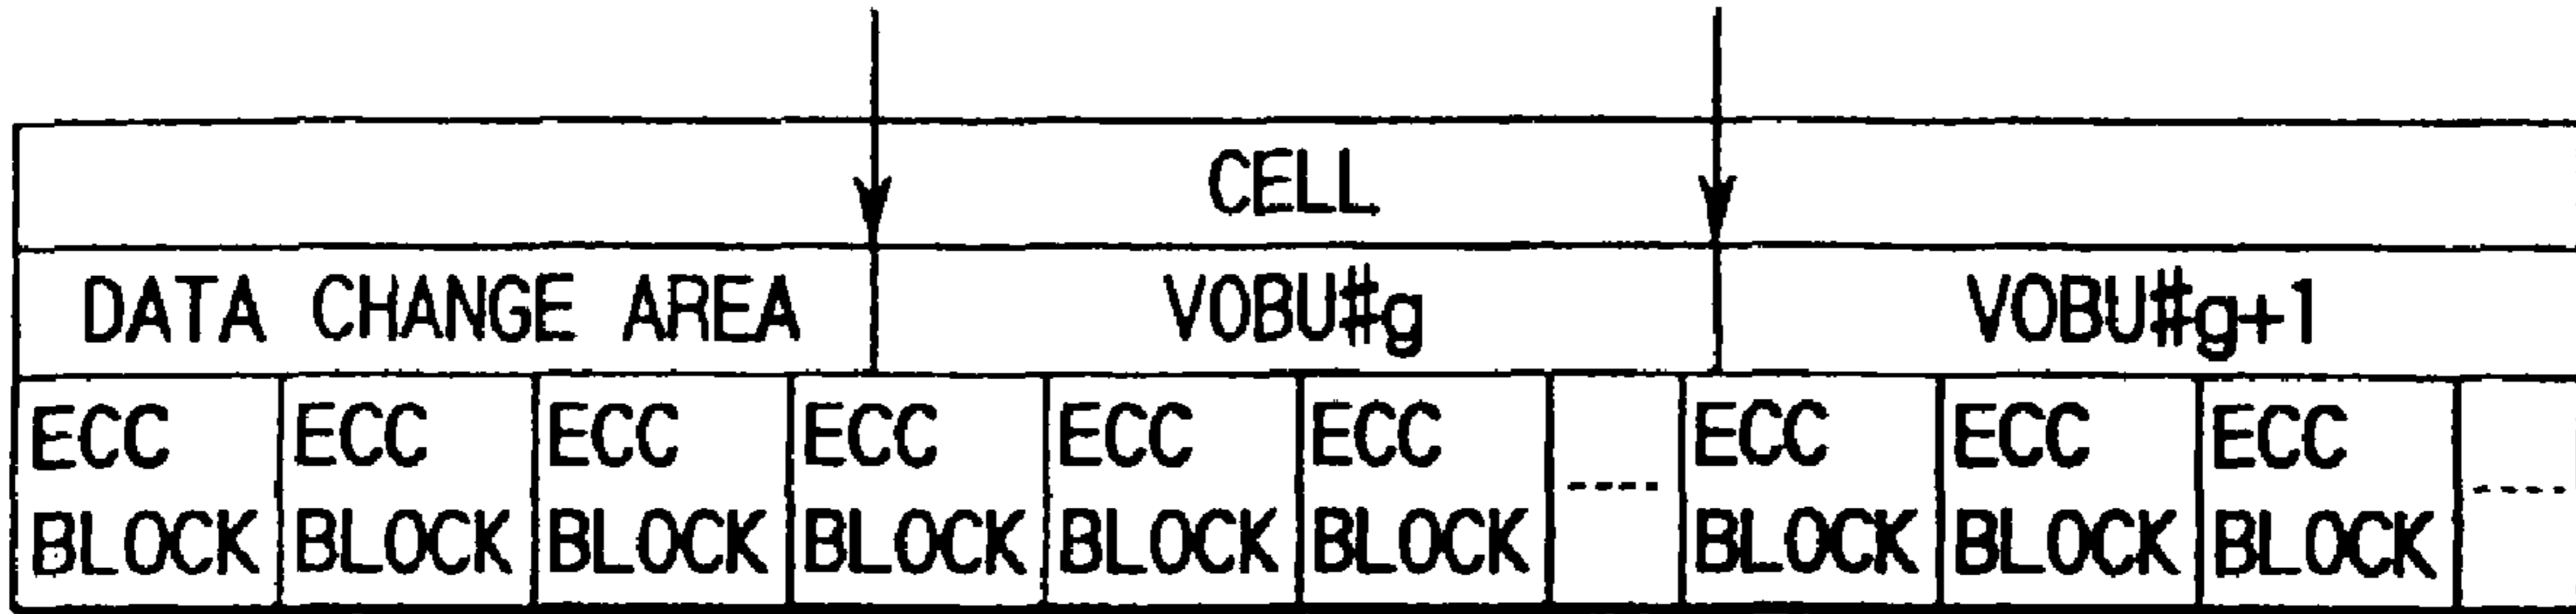 CELL
DATA CHANGE AREA VOBU#g VOBU#g+1
ECC ECC ECC ECC ECC ECC ECC ECC ECC
BLOCK BLOCK BLOCK BLOCK BLOCK BLOCK ---- BLOCK BLOCK BLOCK ----